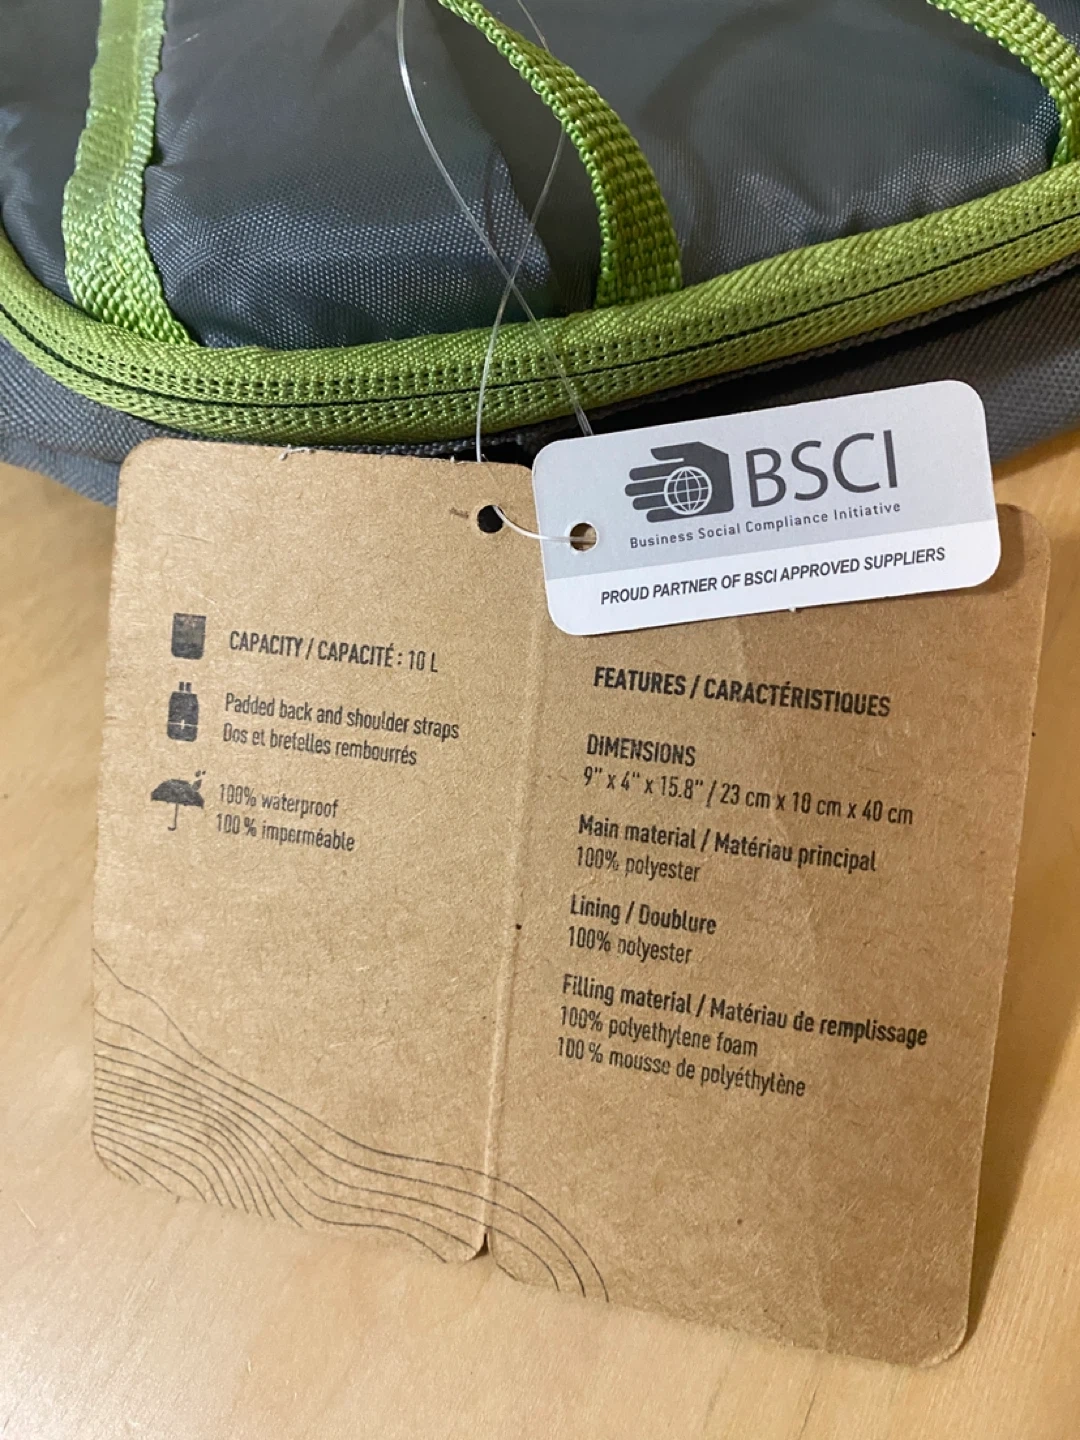 BSCI
Business Social Compliance Initiative
PROUD PARTNER OF BSCI APPROVED SUPPLIERS
CAPACITY / CAPACITÉ : 10 L
Padded back and shoulder straps
Dos et bretelles rembourrés
100% waterproof
100 % imperméable
FEATURES / CARACTÉRISTIQUES
DIMENSIONS
9" x 4" x 15.8" / 23 cm x 10 cm x 40 cm
Main material / Matériau principal
100% polyester
Lining / Doublure
100% polyester
Filling material / Matériau de remplissage
100% polyethylene foam
100 % mousse de polyéthylène